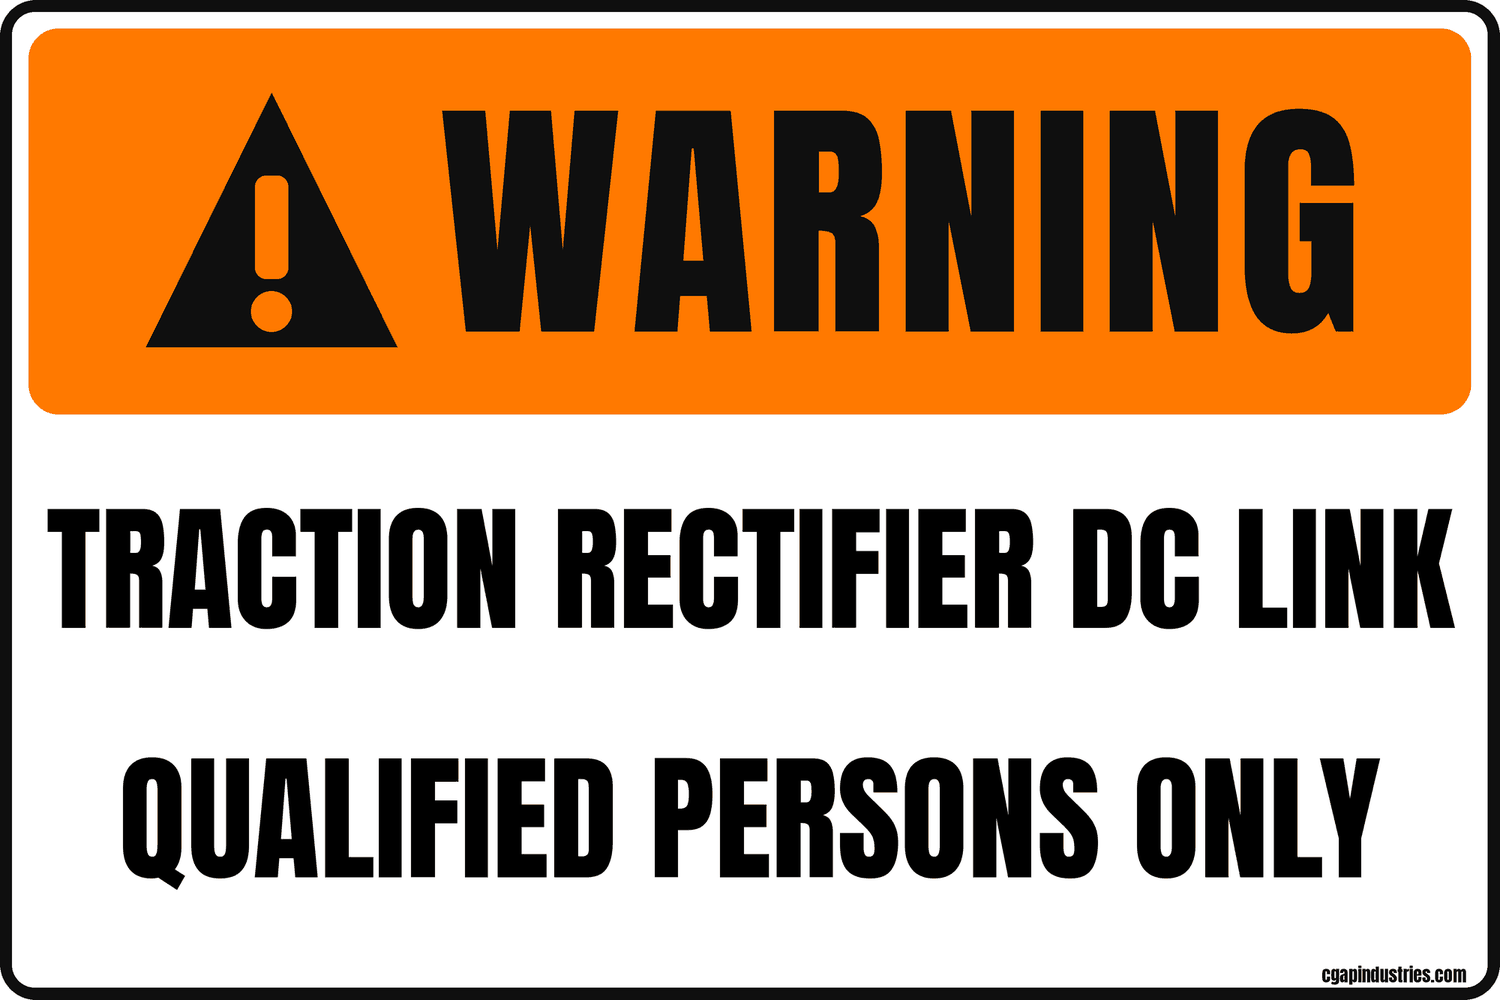 WARNING
TRACTION RECTIFIER DC LINK
QUALIFIED PERSONS ONLY
cgapindustries.com